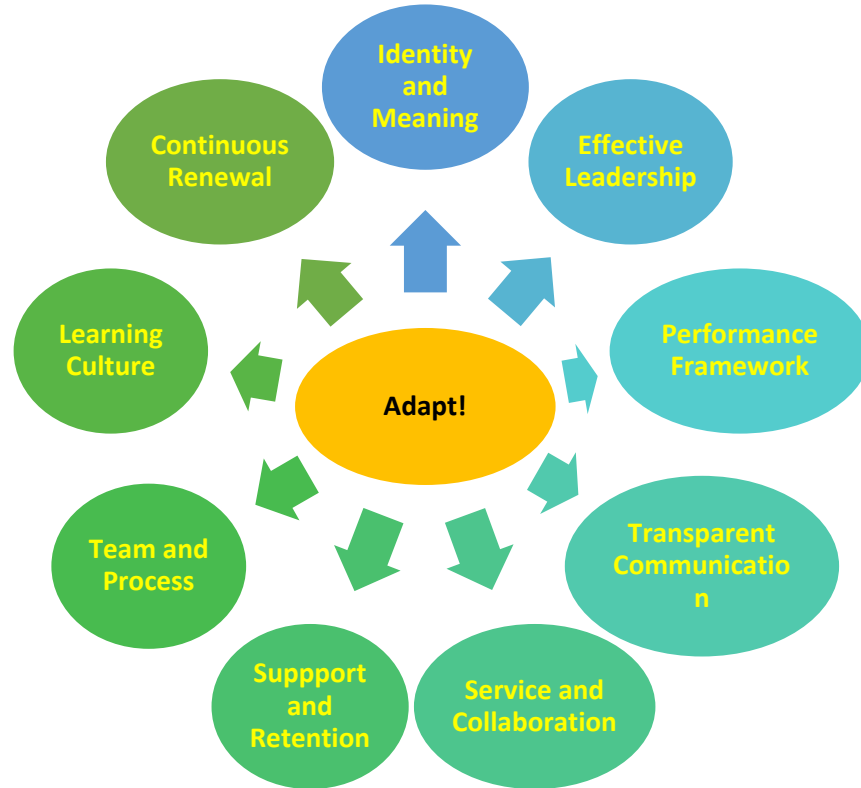 Identity
and
Meaning
Effective
Leadership
Performance
Framework
Transparent
Communicatio
n
Service and
Collaboration
Suppport
and
Retention
Team and
Process
Learning
Culture
Continuous
Renewal
Adapt!